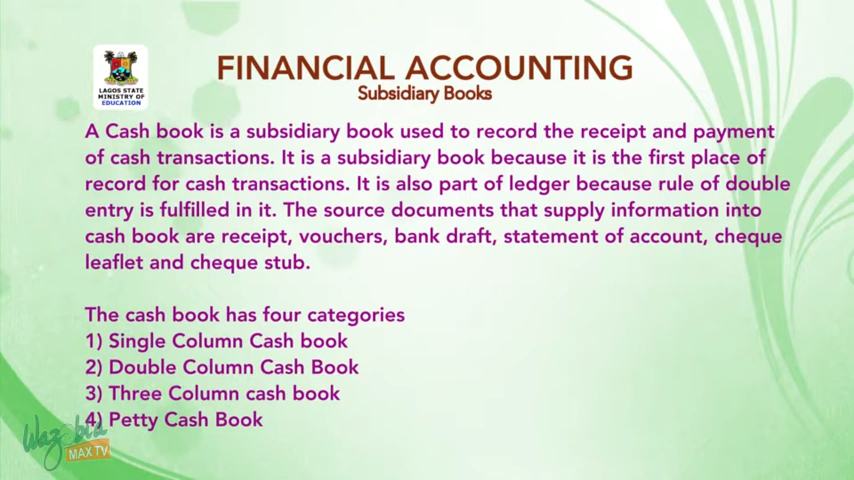 LAGOS STATE
MINISTRY OF
EDUCATION
FINANCIAL ACCOUNTING
Subsidiary Books
A Cash book is a subsidiary book used to record the receipt and payment
of cash transactions. It is a subsidiary book because it is the first place of
record for cash transactions. It is also part of ledger because rule of double
entry is fulfilled in it. The source documents that supply information into
cash book are receipt, vouchers, bank draft, statement of account, cheque
leaflet and cheque stub.
The cash book has four categories
1) Single Column Cash book
2) Double Column Cash Book
3) Three Column cash book
4) Petty Cash Book
Wazobia
MAX TV